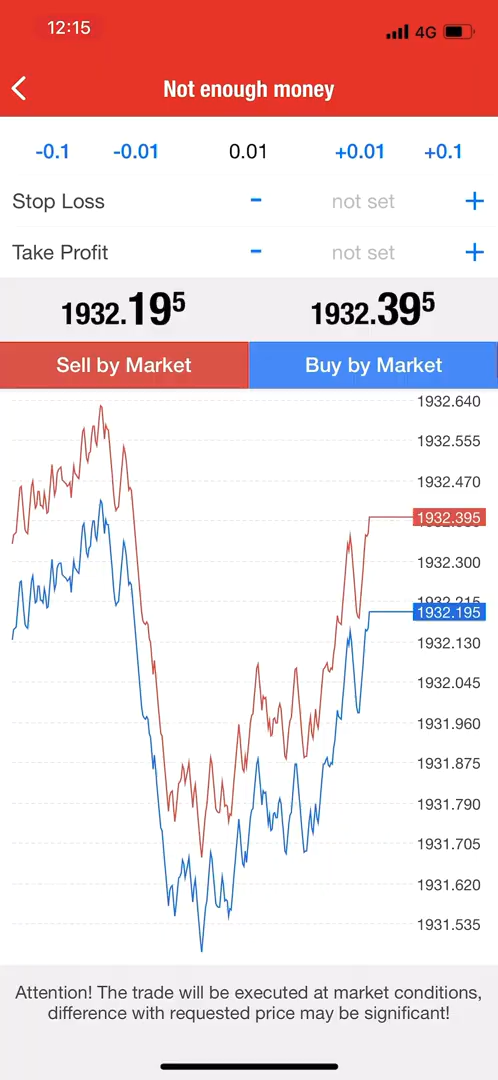 12:15
4G
Not enough money
-0.1 -0.01 0.01 +0.01 +0.1
Stop Loss - not set +
Take Profit - not set +
1932.195 1932.395
Sell by Market Buy by Market
1932.640
1932.555
1932.470
1932.395
1932.300
1932.215
1932.195
1932.130
1932.045
1931.960
1931.875
1931.790
1931.705
1931.620
1931.535
Attention! The trade will be executed at market conditions,
difference with requested price may be significant!